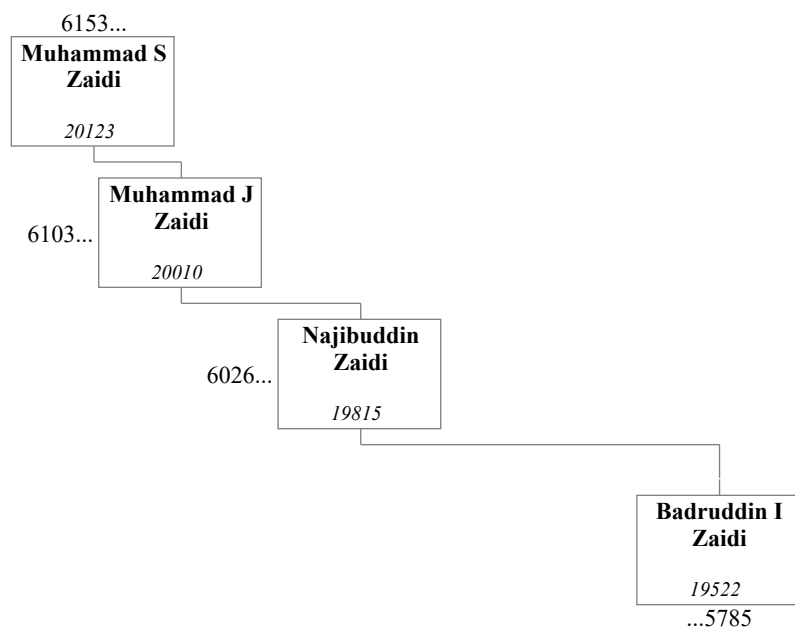 6153...
Muhammad S
Zaidi
20123
Muhammad J
Zaidi
6103...
20010
Najibuddin
Zaidi
6026...
19815
Badruddin I
Zaidi
19522
...5785